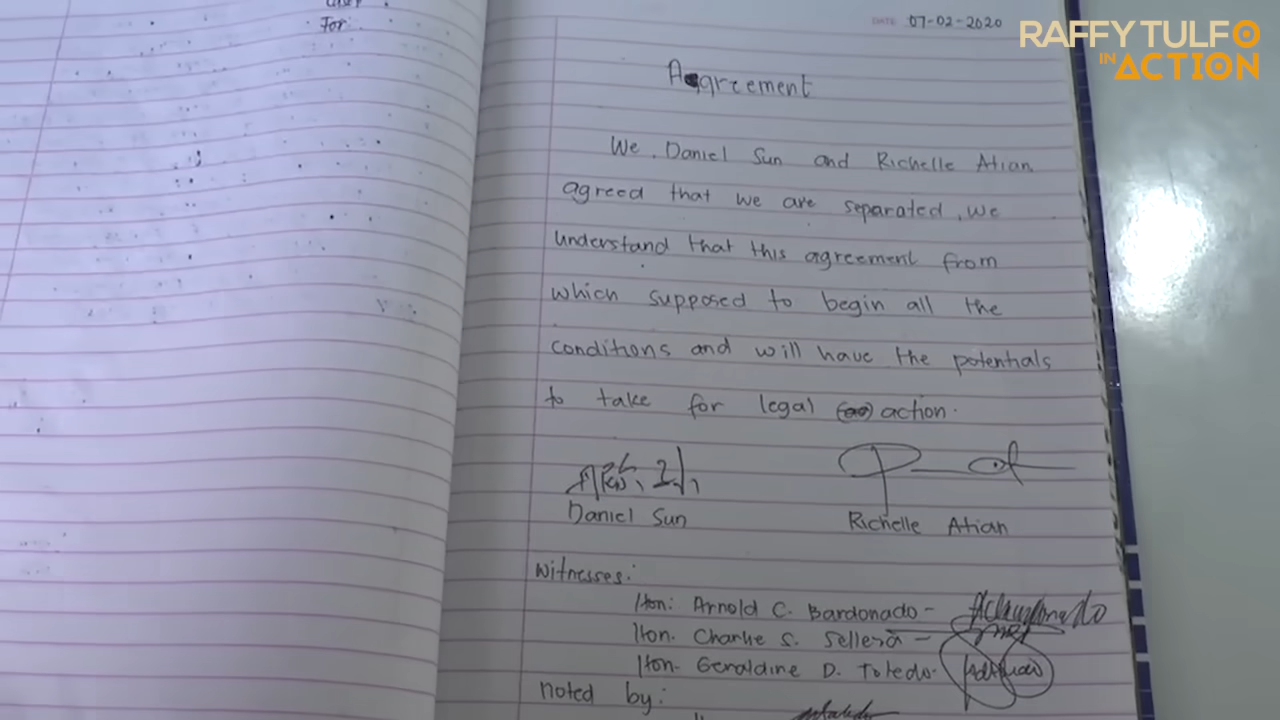 For:
DATE 07-02-2020
RAFFY TULFO
IN ACTION
Agreement
We, Daniel Sun and Richelle Atian
agreed that we are separated, we
understand that this agreement from
which supposed to begin all the
conditions and will have the potentials
to take for legal action.
Daniel Sun
Richelle Atian
Witnesses:
Hon: Arnold C. Bardonado -
Hon. Charlie S. Sellera -
Hon. Geraldine D. Toledo -
noted by: